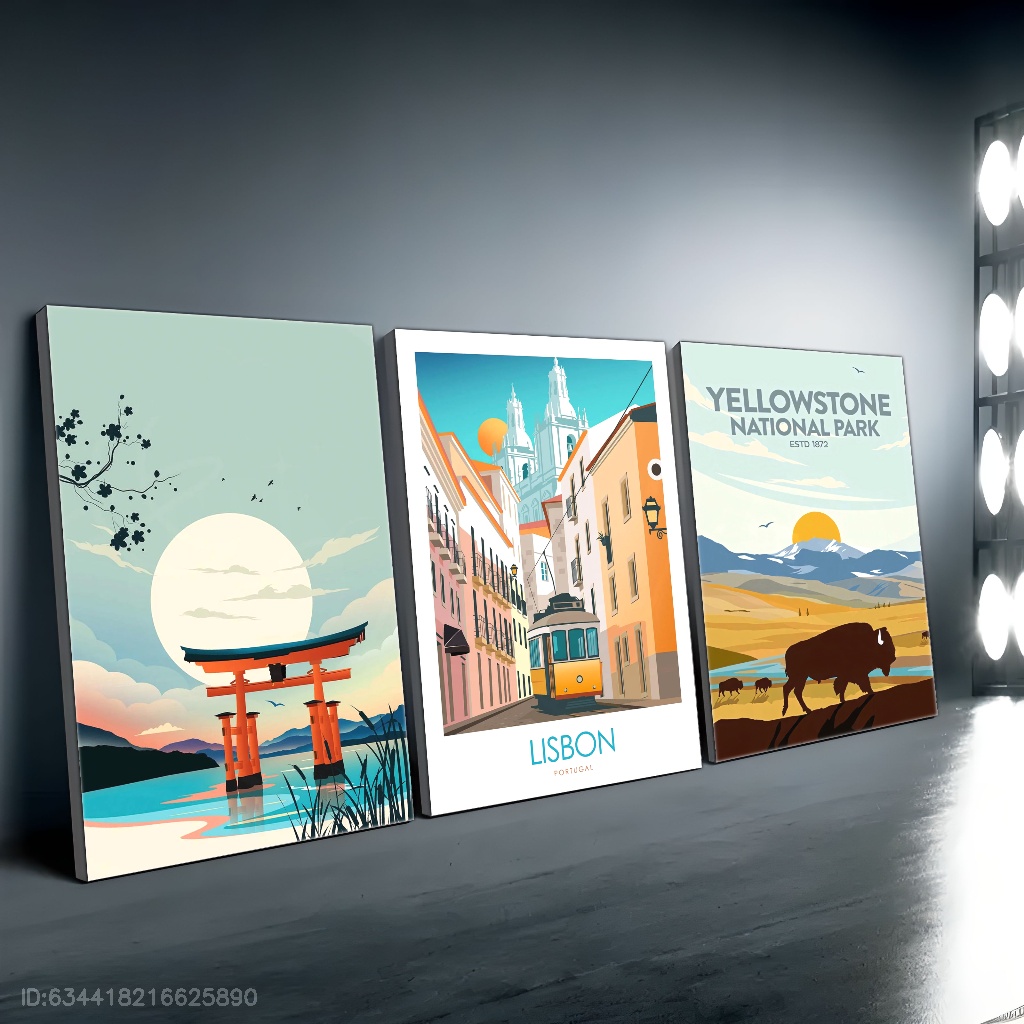 LISBON
PORTUGAL
YELLOWSTONE
NATIONAL PARK
ESTD 1872
ID:634418216625890